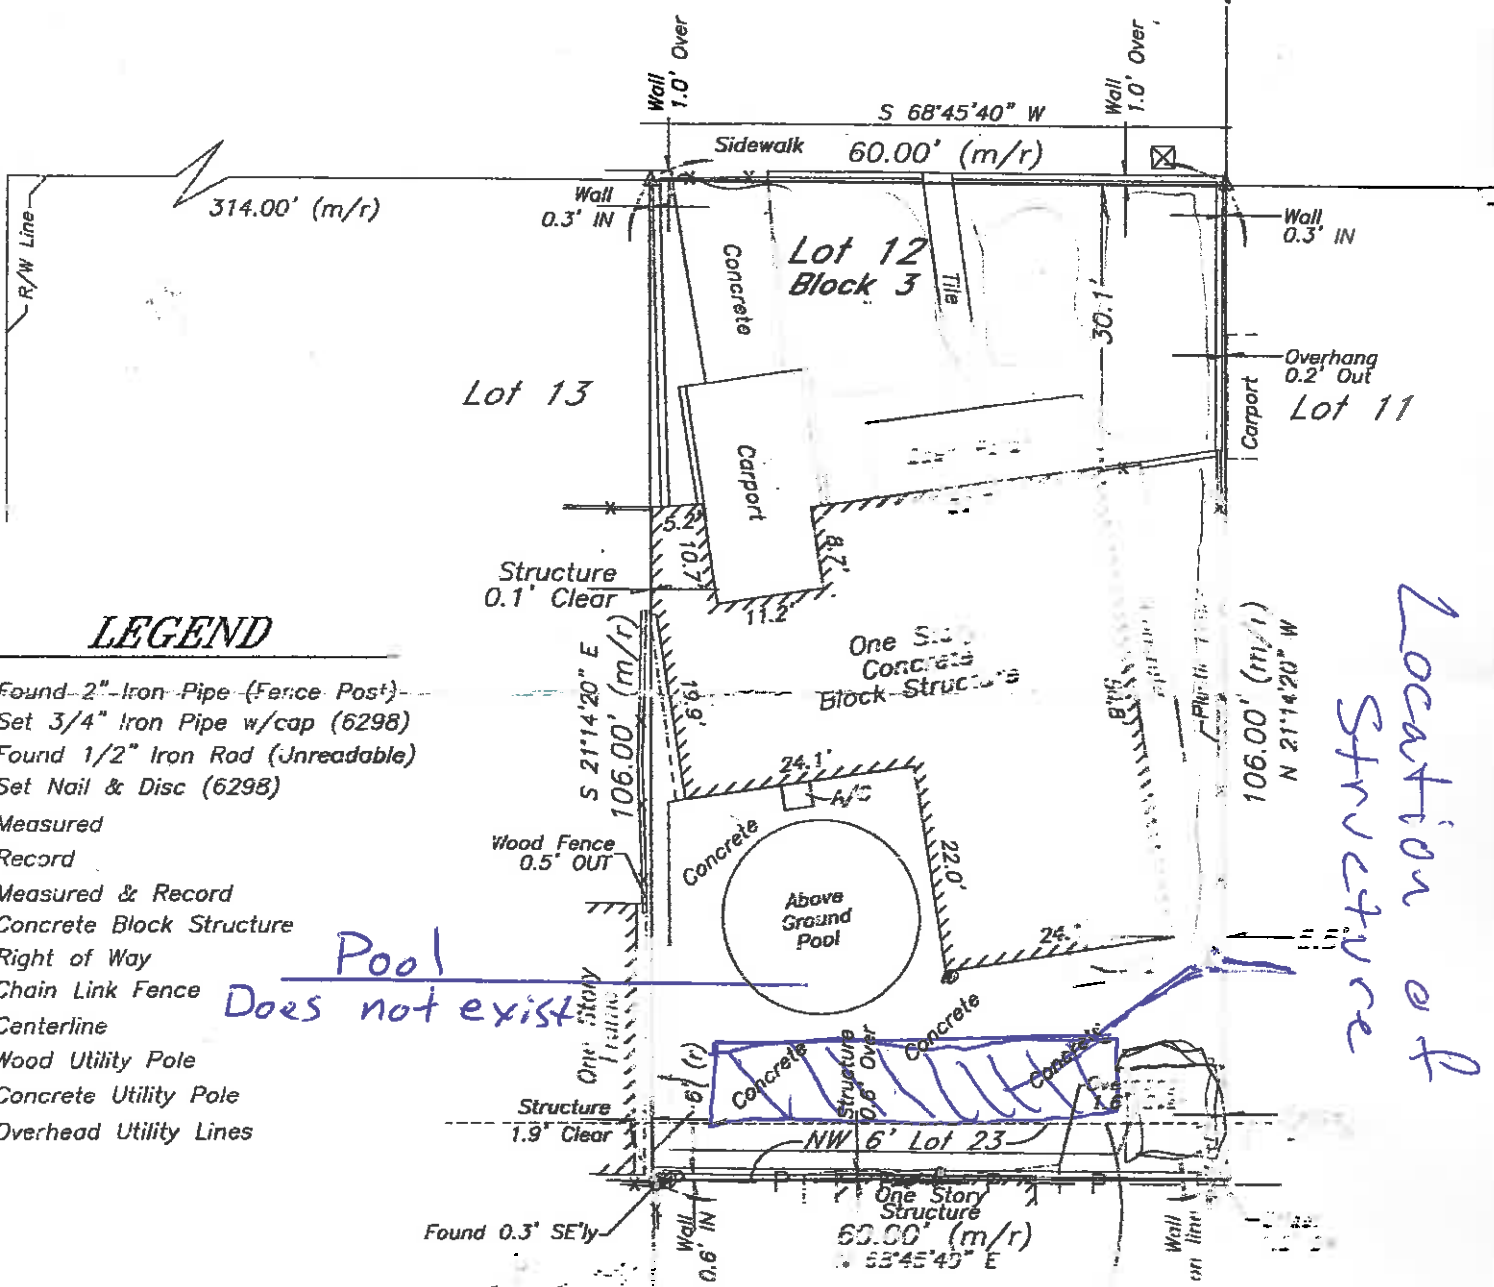 Wall
1.0' Over
Wall
1.0' Over
S 68°45'40" W
Sidewalk
60.00' (m/r)
314.00' (m/r)
R/W Line
Wall
0.3' IN
Wall
0.3' IN
Lot 12
Block 3
Concrete
Tile
30.1'
Overhang
0.2' Out
Carport
Lot 13
Lot 11
Carport
5.2'
10.7'
8.7'
11.2'
Structure
0.1' Clear
One
Concrete
Block Structure
LEGEND
Found 2" Iron Pipe (Fence Post)
Set 3/4" Iron Pipe w/cap (6298)
Found 1/2" Iron Rod (Unreadable)
Set Nail & Disc (6298)
Measured
Record
Measured & Record
Concrete Block Structure
Right of Way
Chain Link Fence
Centerline
Wood Utility Pole
Concrete Utility Pole
Overhead Utility Lines
S 21°14'20" E
106.00' (m/r)
19.9'
106.00' (m/r)
N 21°14'20" W
24.1'
A/C
Concrete
22.0'
Wood Fence
0.5' OUT
Above
Ground
Pool
24.
Location of
Structure
Pool
Does not exist
One Story
Concrete
Concrete
Concrete
Structure
0.6' Over
6' (r)
Structure
1.9' Clear
NW 6' Lot 23
P
P
P
One Story
Structure
60.00' (m/r)
Found 0.3' SE'ly
Wall
0.6' IN
Wall
on line